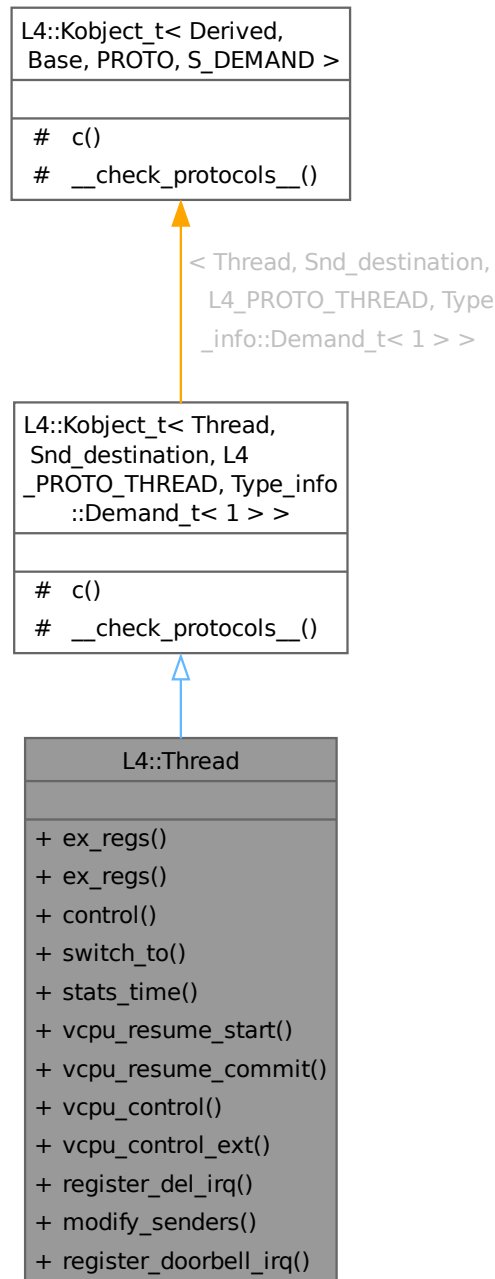 L4::Kobject_t< Derived,
Base, PROTO, S_DEMAND >
# c()
# __check_protocols__()
< Thread, Snd_destination,
L4_PROTO_THREAD, Type
_info::Demand_t< 1 > >
L4::Kobject_t< Thread,
Snd_destination, L4
_PROTO_THREAD, Type_info
::Demand_t< 1 > >
# c()
# __check_protocols__()
L4::Thread
+ ex_regs()
+ ex_regs()
+ control()
+ switch_to()
+ stats_time()
+ vcpu_resume_start()
+ vcpu_resume_commit()
+ vcpu_control()
+ vcpu_control_ext()
+ register_del_irq()
+ modify_senders()
+ register_doorbell_irq()